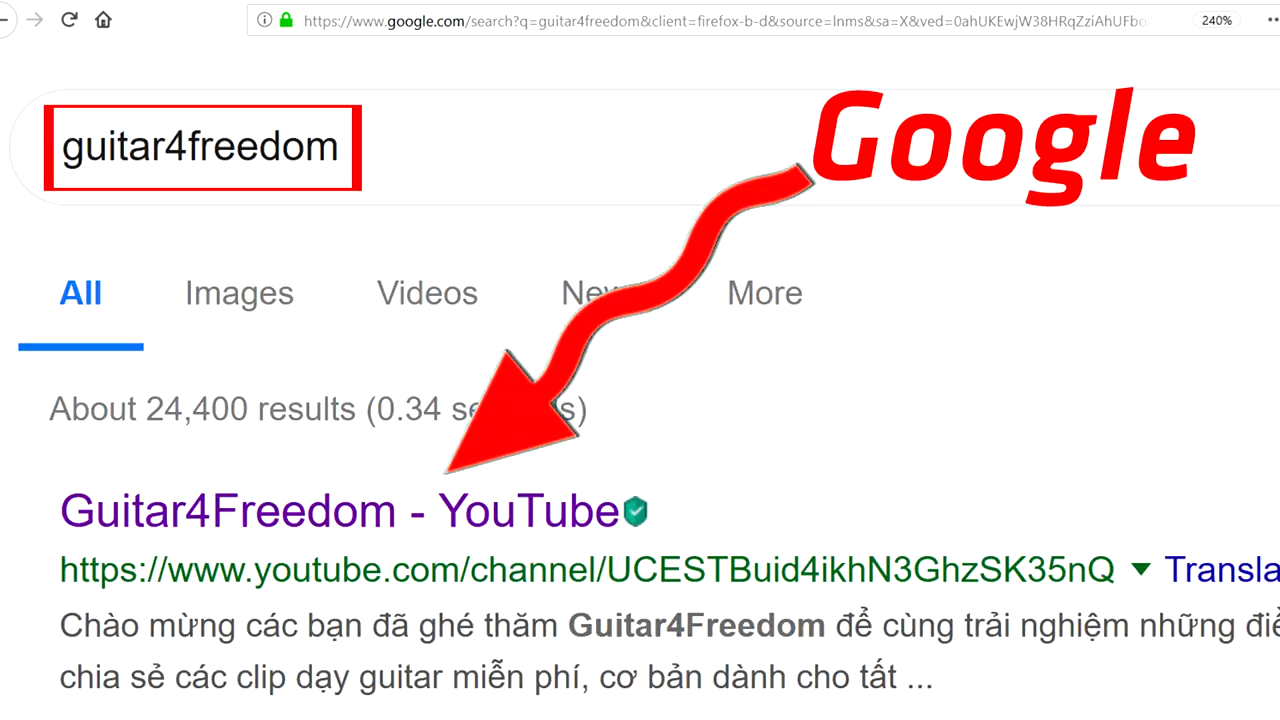 https://www.google.com/search?q=guitar4freedom&client=firefox-b-d&source=lnms&sa=X&ved=0ahUKEwjW38HRqZziAhUFbo
240%
guitar4freedom
Google
All Images Videos More
About 24,400 results (0.34
Guitar4Freedom - YouTube
https://www.youtube.com/channel/UCESTBuid4ikhN3GhzSK35nQ Transla
Chào mừng các bạn đã ghé thăm Guitar4Freedom để cùng trải nghiệm những điề
chia sẻ các clip dạy guitar miễn phí, cơ bản dành cho tất ...